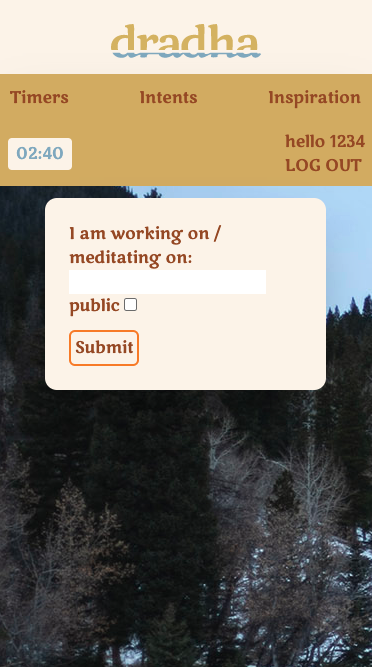 dradha
Timers Intents Inspiration
02:40
hello 1234
LOG OUT
I am working on /
meditating on:
public
Submit